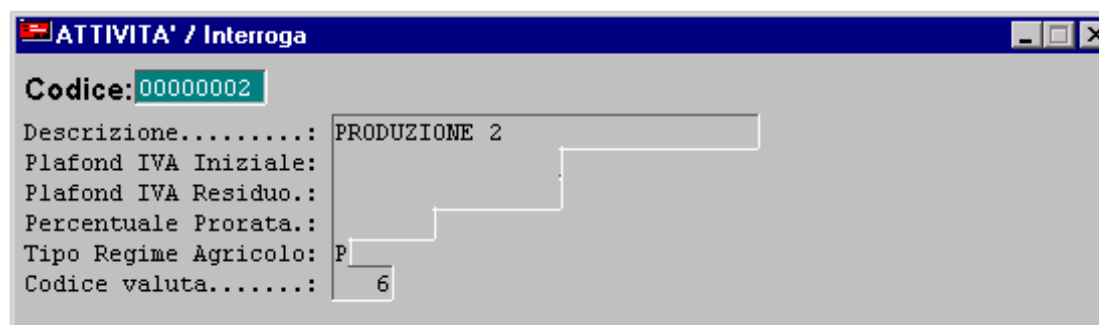 ATTIVITA' / Interroga
Codice: 00000002
Descrizione.........: PRODUZIONE 2
Plafond IVA Iniziale:
Plafond IVA Residuo.:
Percentuale Prorata.:
Tipo Regime Agricolo: P
Codice valuta.......: 6